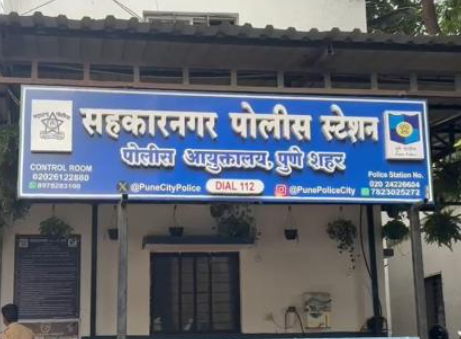 सहकारनगर पोलीस स्टेशन
पोलीस आयुक्तालय, पुणे शहर
CONTROL ROOM
02026122880
8975283100
X @PuneCityPolice
DIAL 112
@PunePoliceCity
Police Station No.
020 24226604
7823025272